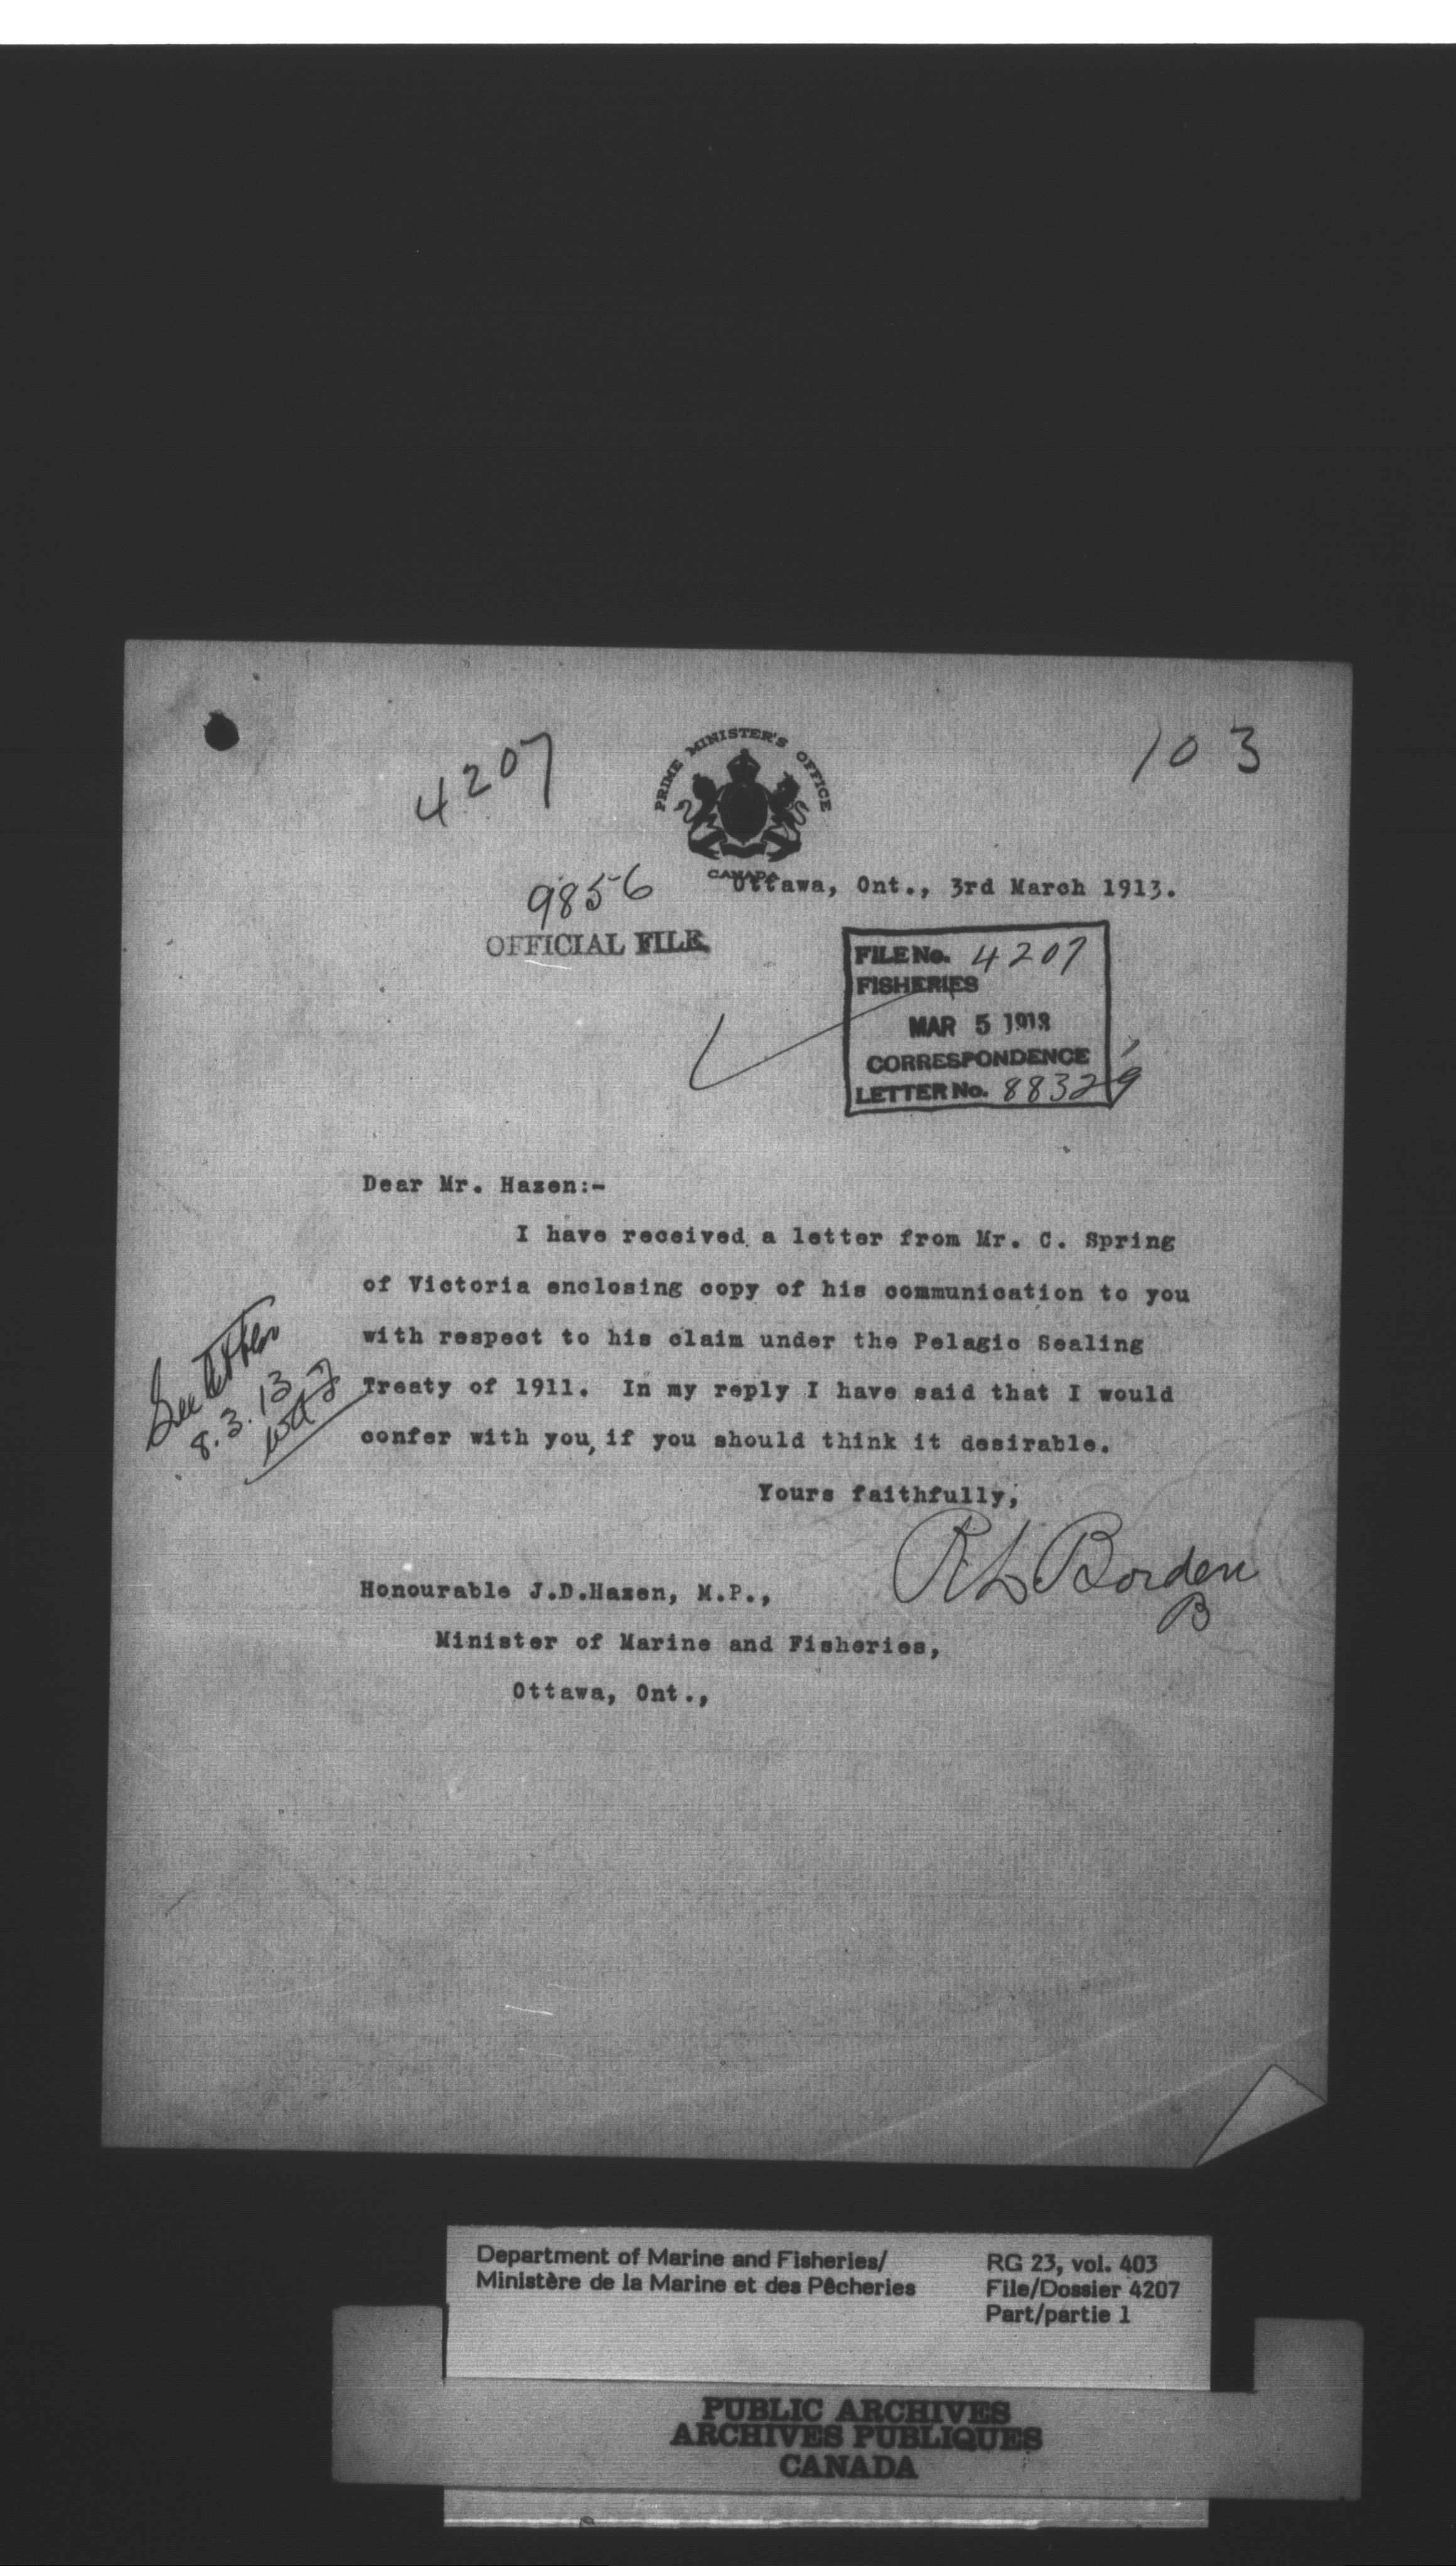 4207
PRIME MINISTER'S OFFICE
CANADA
103
Ottawa, Ont., 3rd March 1913.
9856
OFFICIAL FILE
FILE No. 4207
FISHERIES
MAR 5 1913
CORRESPONDENCE
LETTER No. 88329
Dear Mr. Hazen:-
I have received a letter from Mr. C. Spring
of Victoria enclosing copy of his communication to you
with respect to his claim under the Pelagic Sealing
Treaty of 1911. In my reply I have said that I would
confer with you, if you should think it desirable.
See letter
8.3.13
Yours faithfully,
R L Borden
B
Honourable J.D.Hazen, M.P.,
Minister of Marine and Fisheries,
Ottawa, Ont.,
Department of Marine and Fisheries/
Ministère de la Marine et des Pêcheries
RG 23, vol. 403
File/Dossier 4207
Part/partie 1
PUBLIC ARCHIVES
ARCHIVES PUBLIQUES
CANADA